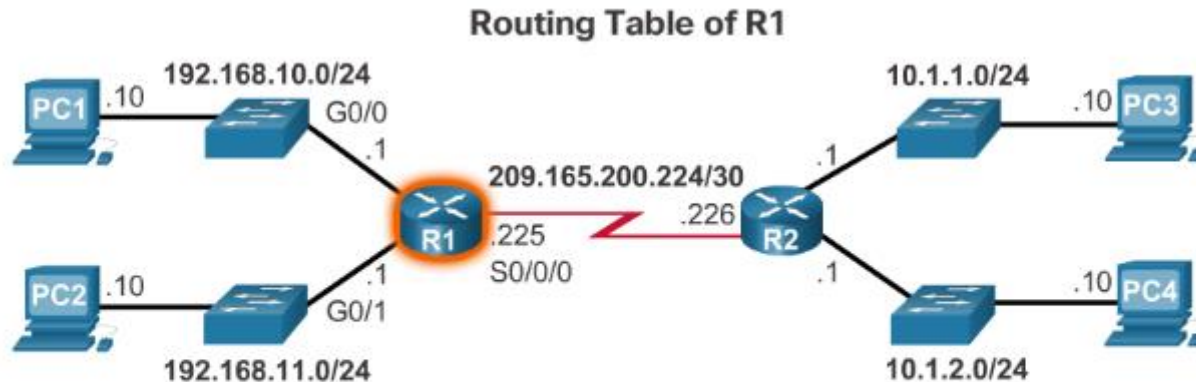 Routing Table of R1
192.168.10.0/24
10.1.1.0/24
PC1
.10
G0/0
.1
.10
PC3
209.165.200.224/30
.1
R1
.225
S0/0/0
.226
R2
PC2
.10
.1
G0/1
.1
.10
PC4
192.168.11.0/24
10.1.2.0/24